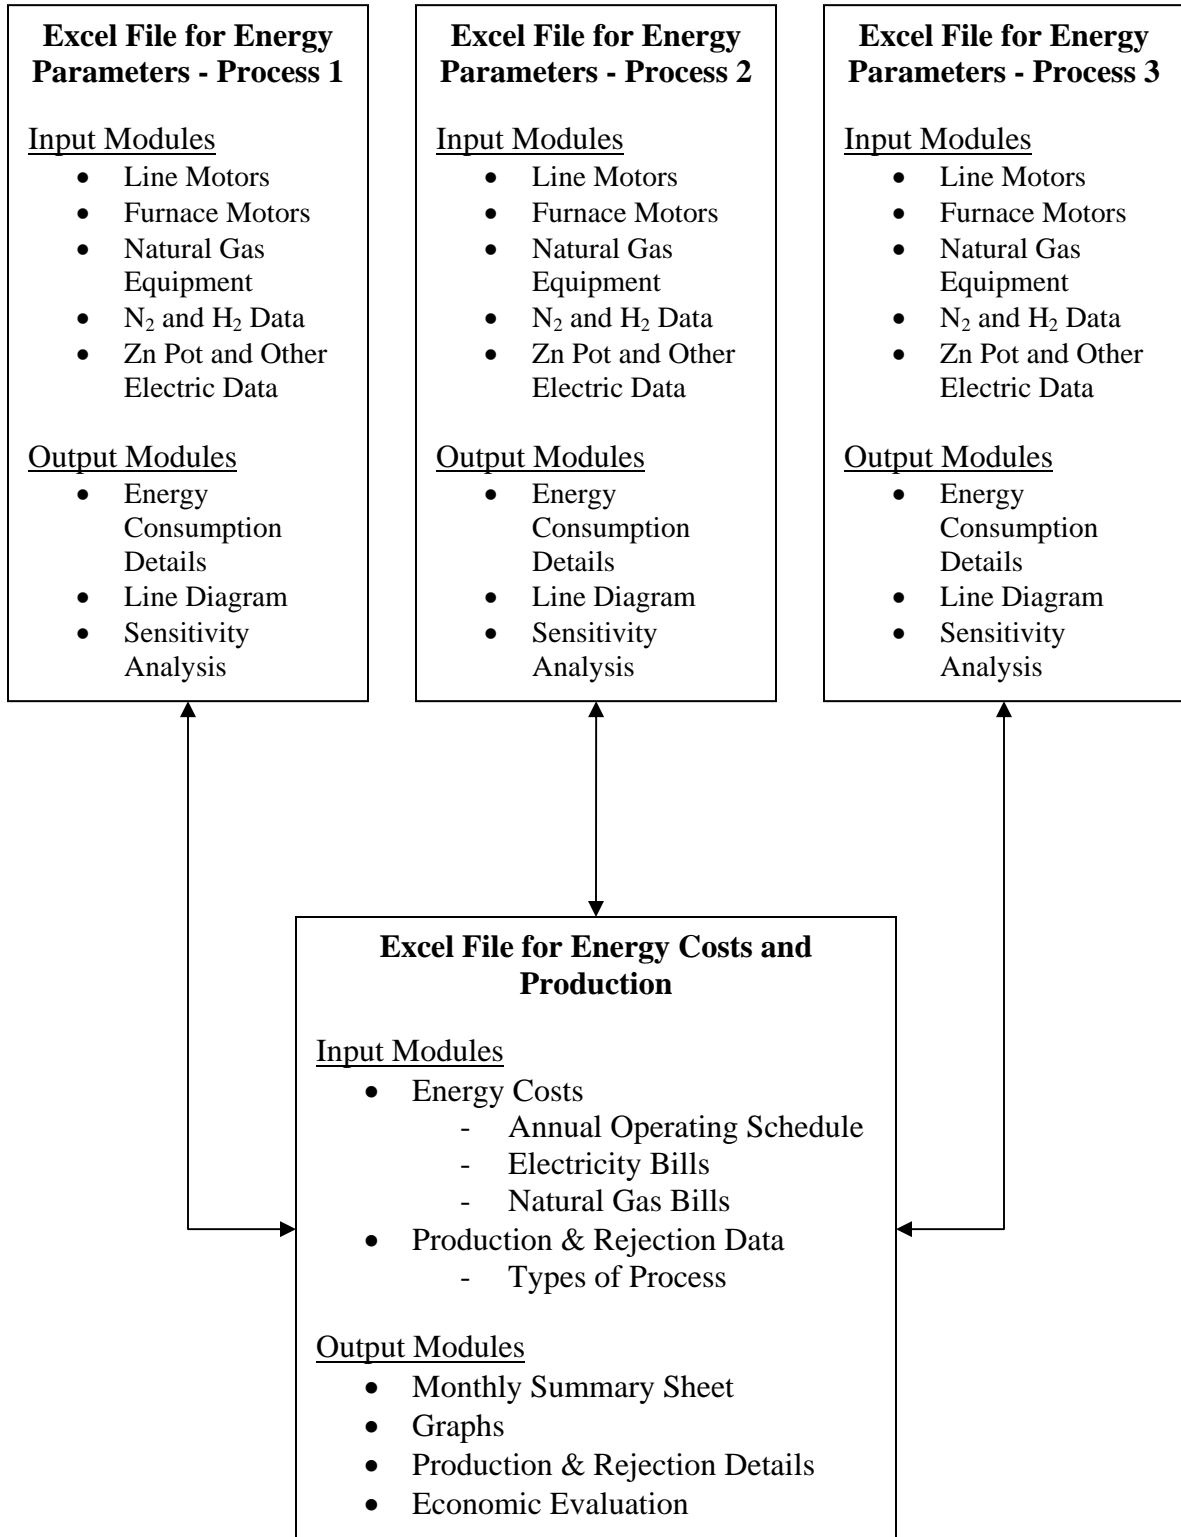 Excel File for Energy
Parameters - Process 1
Input Modules
• Line Motors
• Furnace Motors
• Natural Gas
Equipment
• N₂ and H₂ Data
• Zn Pot and Other
Electric Data
Output Modules
• Energy
Consumption
Details
• Line Diagram
• Sensitivity
Analysis
Excel File for Energy
Parameters - Process 2
Input Modules
• Line Motors
• Furnace Motors
• Natural Gas
Equipment
• N₂ and H₂ Data
• Zn Pot and Other
Electric Data
Output Modules
• Energy
Consumption
Details
• Line Diagram
• Sensitivity
Analysis
Excel File for Energy
Parameters - Process 3
Input Modules
• Line Motors
• Furnace Motors
• Natural Gas
Equipment
• N₂ and H₂ Data
• Zn Pot and Other
Electric Data
Output Modules
• Energy
Consumption
Details
• Line Diagram
• Sensitivity
Analysis
Excel File for Energy Costs and
Production
Input Modules
• Energy Costs
- Annual Operating Schedule
- Electricity Bills
- Natural Gas Bills
• Production & Rejection Data
- Types of Process
Output Modules
• Monthly Summary Sheet
• Graphs
• Production & Rejection Details
• Economic Evaluation